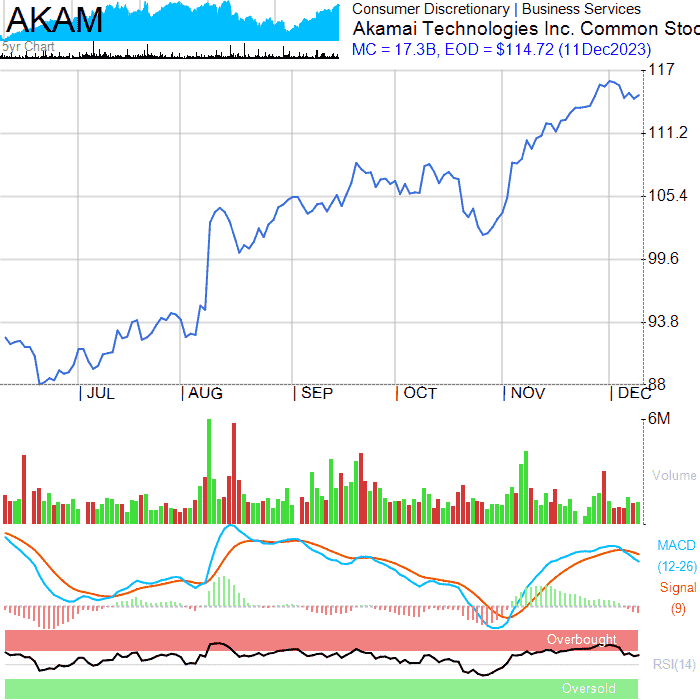 AKAM
5yr Chart
Consumer Discretionary | Business Services
Akamai Technologies Inc. Common Stoc
MC = 17.3B, EOD = $114.72 (11Dec2023)
117
111.2
105.4
99.6
93.8
88
| JUL | AUG | SEP | OCT | NOV | DEC
6M
Volume
MACD
(12-26)
Signal
(9)
Overbought
RSI(14)
Oversold